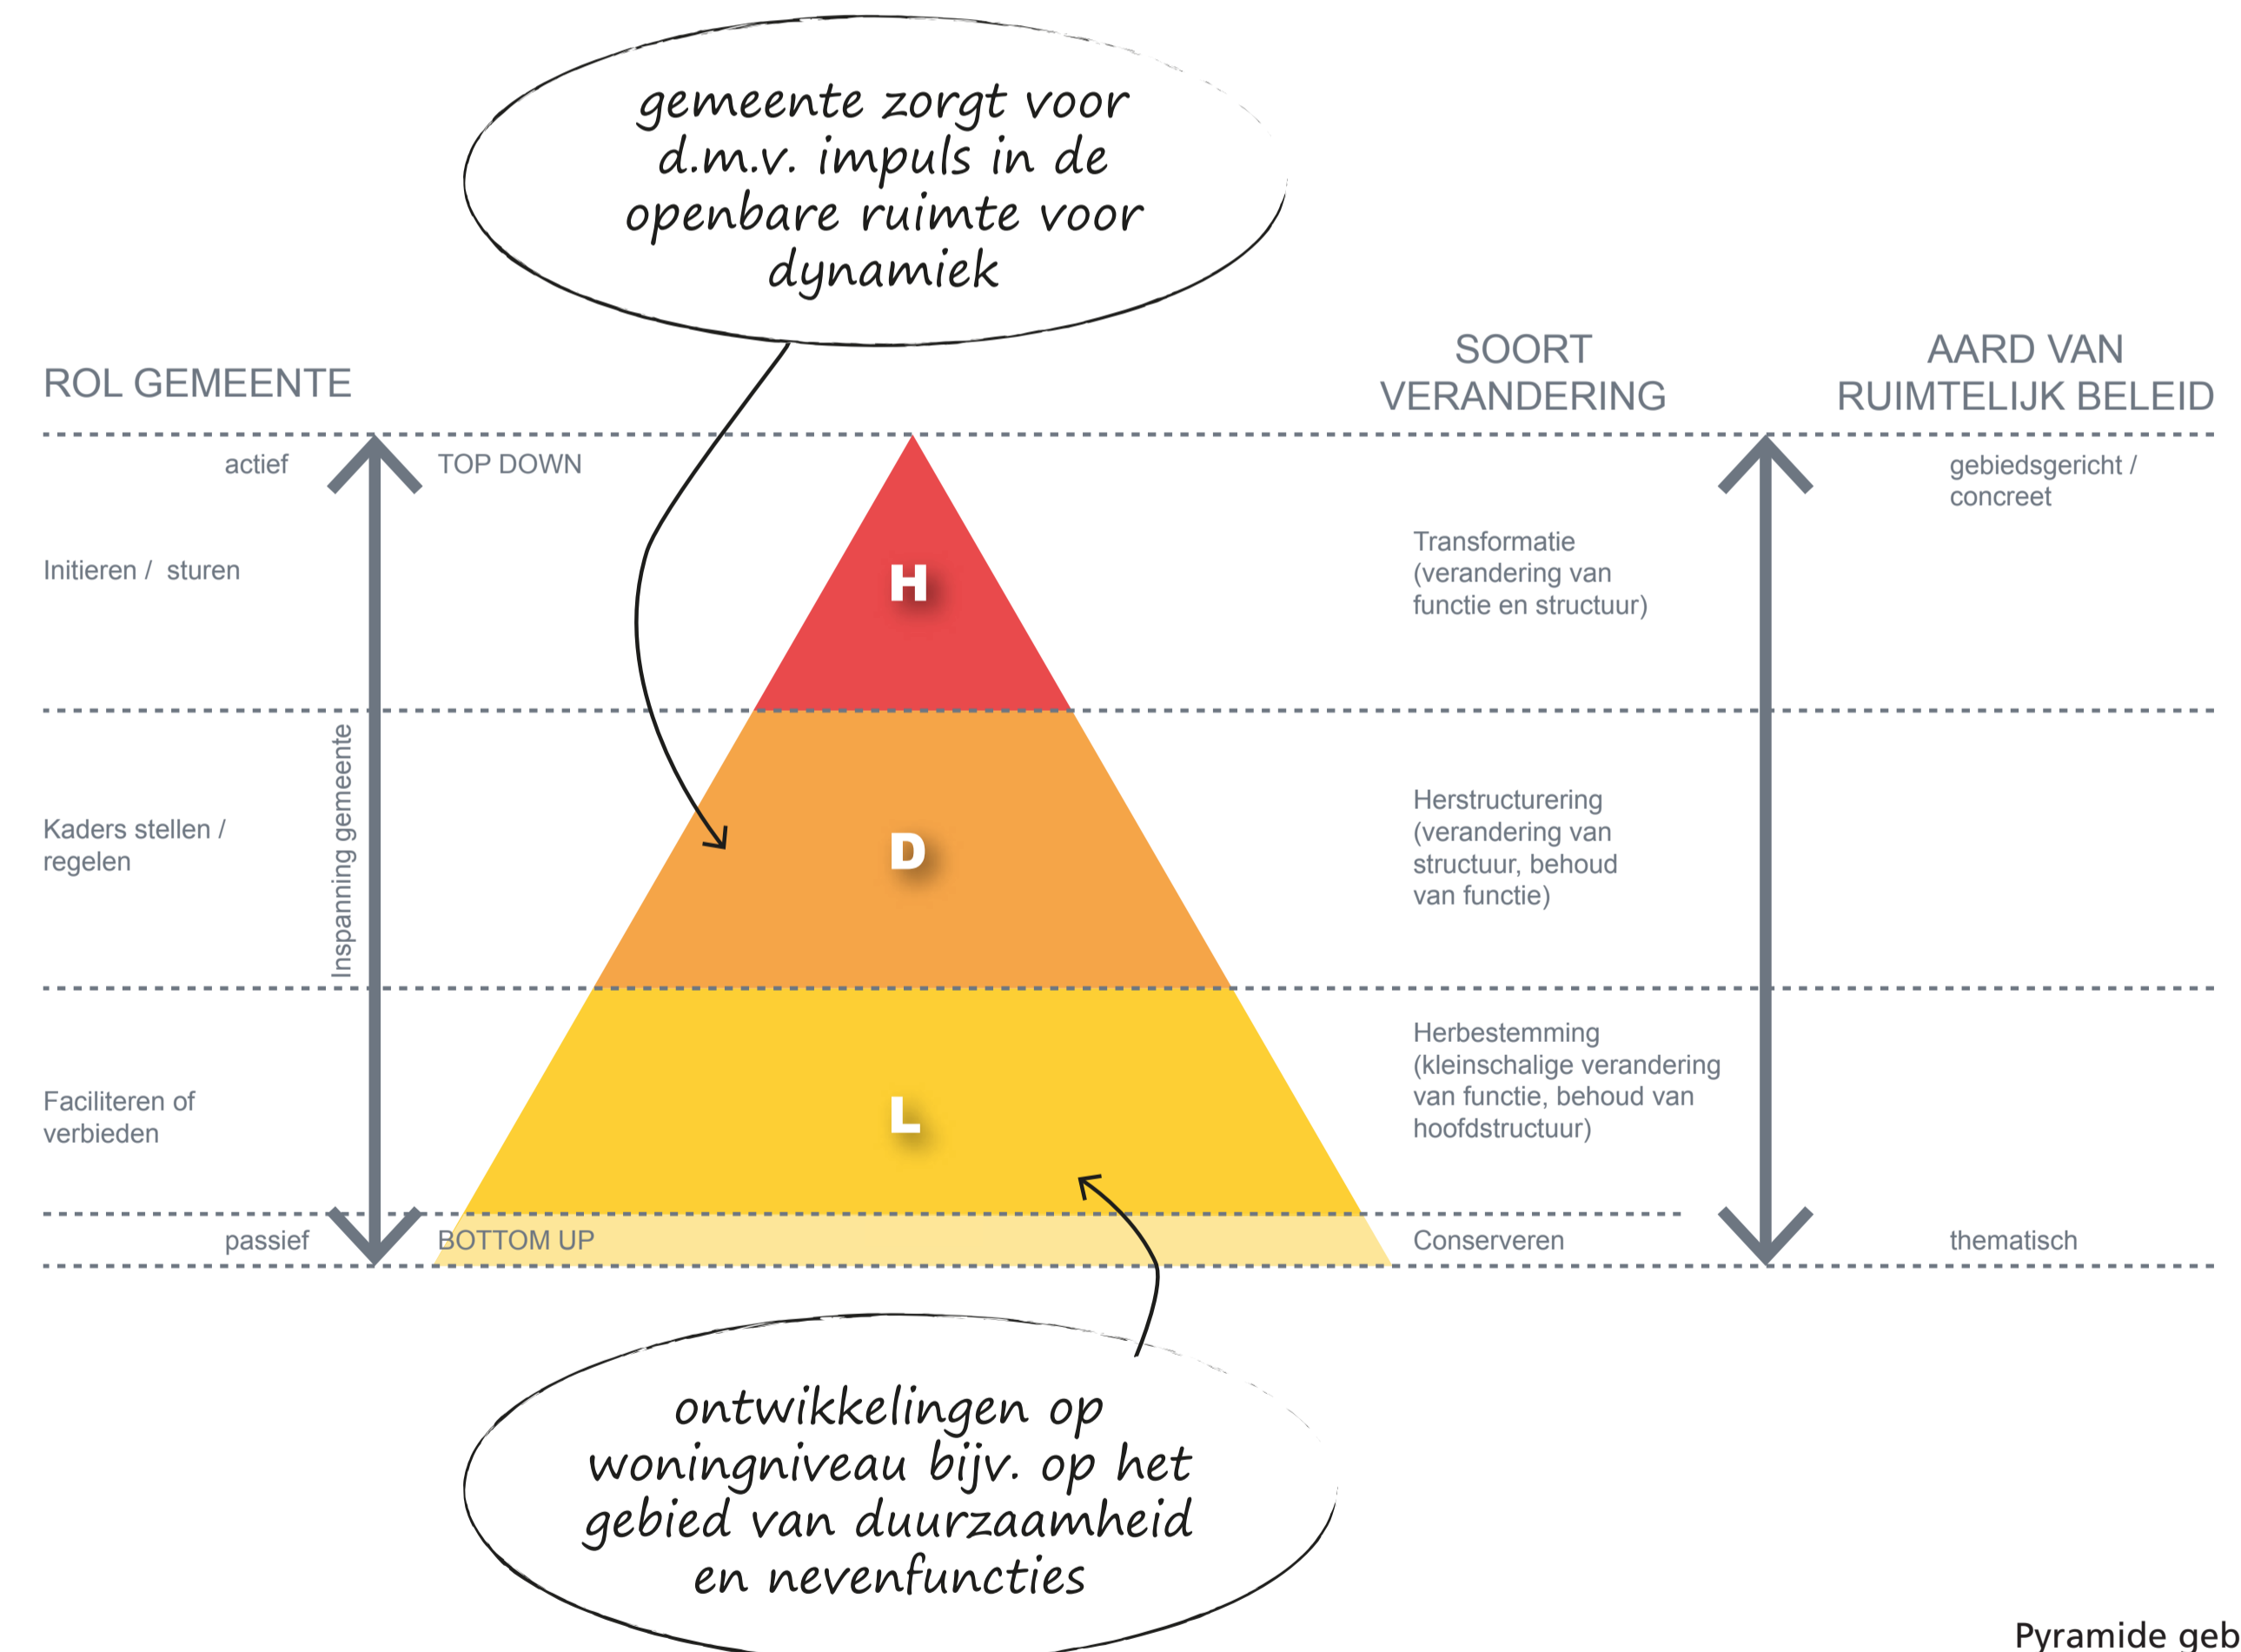 gemeente zorgt voor
d.m.v. impuls in de
openbare ruimte voor
dynamiek
ROL GEMEENTE
SOORT
VERANDERING
AARD VAN
RUIMTELIJK BELEID
actief
TOP DOWN
gebiedsgericht /
concreet
Initieren / sturen
H
Transformatie
(verandering van
functie en structuur)
Inspanning gemeente
Kaders stellen /
regelen
D
Herstructurering
(verandering van
structuur, behoud
van functie)
Faciliteren of
verbieden
L
Herbestemming
(kleinschalige verandering
van functie, behoud van
hoofdstructuur)
passief
BOTTOM UP
Conserveren
thematisch
ontwikkelingen op
woningniveau bijv. op het
gebied van duurzaamheid
en nevenfuncties
Pyramide geb